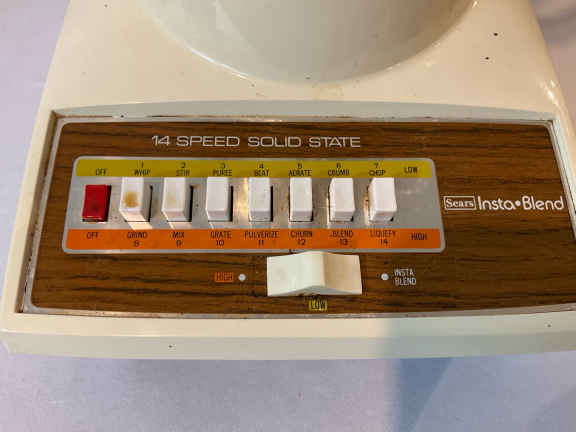 14 SPEED SOLID STATE
1 2 3 4 5 6 7
OFF WHIP STIR PUREE BEAT AERATE CRUMB CHOP LOW
Sears Insta•Blend
OFF GRIND MIX GRATE PULVERIZE CHURN BLEND LIQUEFY HIGH
8 9 10 11 12 13 14
HIGH
INSTA
BLEND
LOW